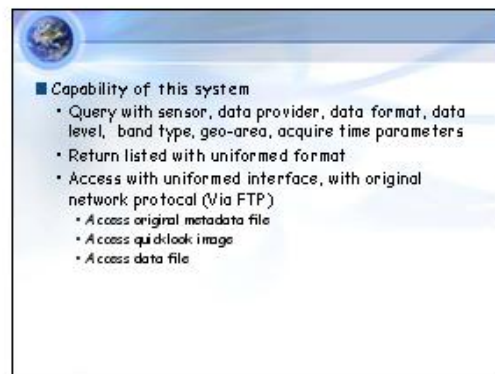 Capability of this system
• Query with sensor, data provider, data format, data
level, band type, geo-area, acquire time parameters
• Return listed with uniformed format
• Access with uniformed interface, with original
network protocal (Via FTP)
• Access original metadata file
• Access quicklook image
• Access data file